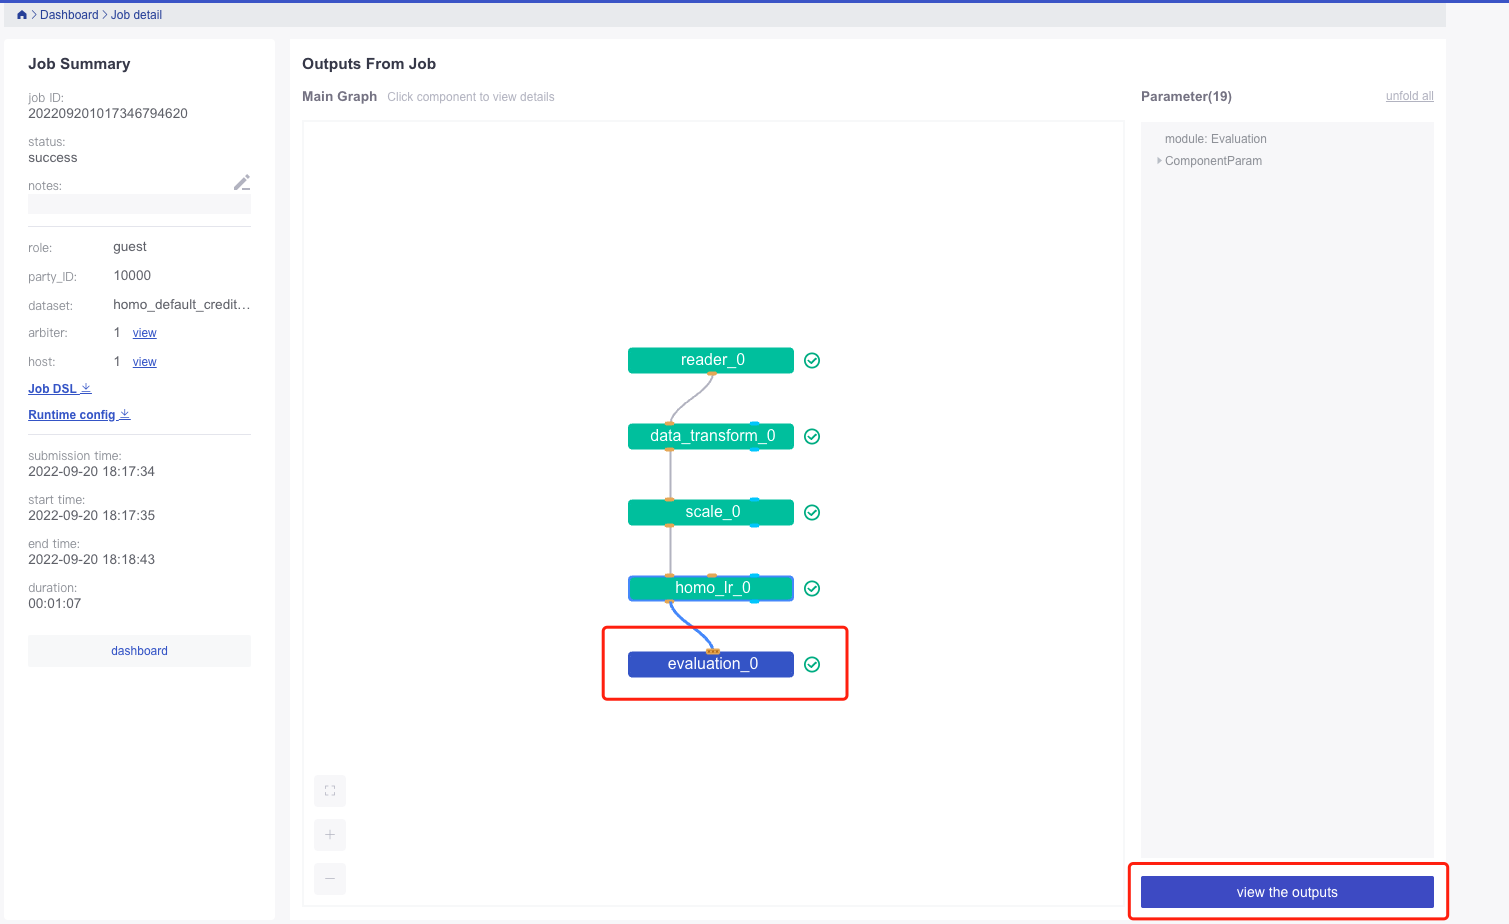 Dashboard Job detail
Job Summary
job ID:
202209201017346794620
status:
success
notes:
role: guest
party_ID: 10000
dataset: homo_default_credit...
arbiter: 1 view
host: 1 view
Job DSL
Runtime config
submission time:
2022-09-20 18:17:34
start time:
2022-09-20 18:17:35
end time:
2022-09-20 18:18:43
duration:
00:01:07
dashboard
Outputs From Job
Main Graph Click component to view details
reader_0
data_transform_0
scale_0
homo_lr_0
evaluation_0
Parameter(19) unfold all
module: Evaluation
ComponentParam
view the outputs